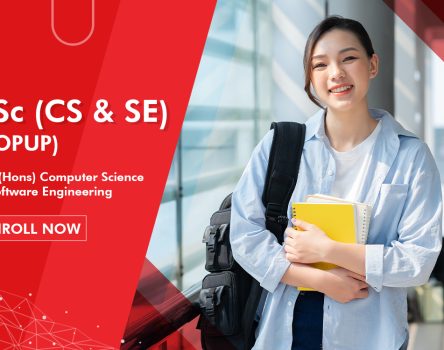 Sc (CS & SE)
OPUP)
(Hons) Computer Science
oftware Engineering
NROLL NOW